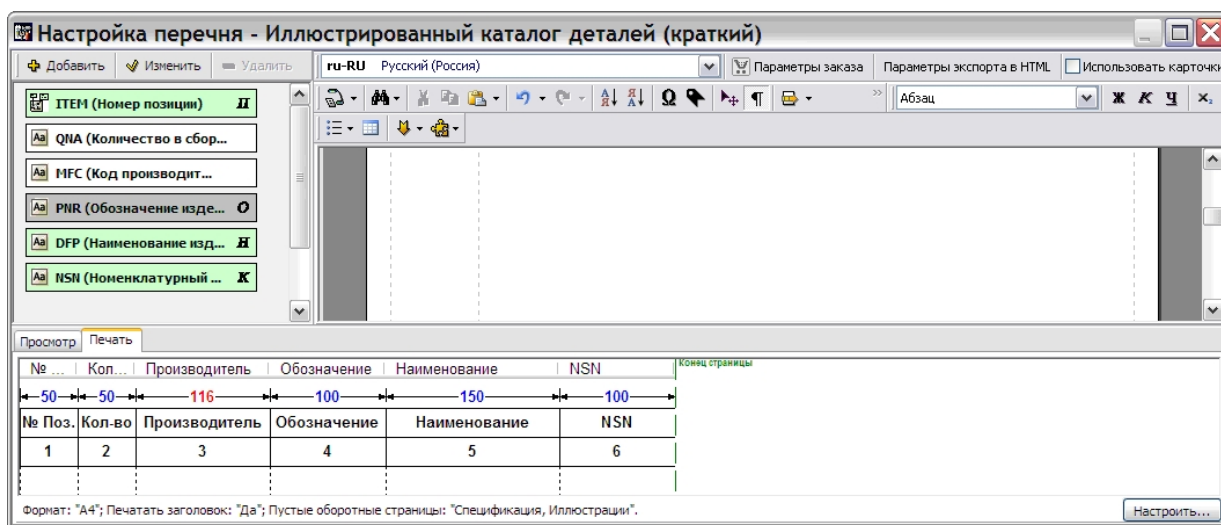 Настройка перечня - Иллюстрированный каталог деталей (краткий)
Добавить Изменить Удалить ru-RU Русский (Россия) Параметры заказа Параметры экспорта в HTML Использовать карточки
ITEM (Номер позиции) И
Абзац Ж К Ч
QNA (Количество в сбор...
MFC (Код производит...
PNR (Обозначение изде... О
DFP (Наименование изд... Н
NSN (Номенклатурный ... К
Просмотр Печать
№ ... Кол... Производитель Обозначение Наименование NSN Конец страницы
50 50 116 100 150 100
№ Поз. Кол-во Производитель Обозначение Наименование NSN
1 2 3 4 5 6
Формат: "А4"; Печатать заголовок: "Да"; Пустые оборотные страницы: "Спецификация, Иллюстрации". Настроить...